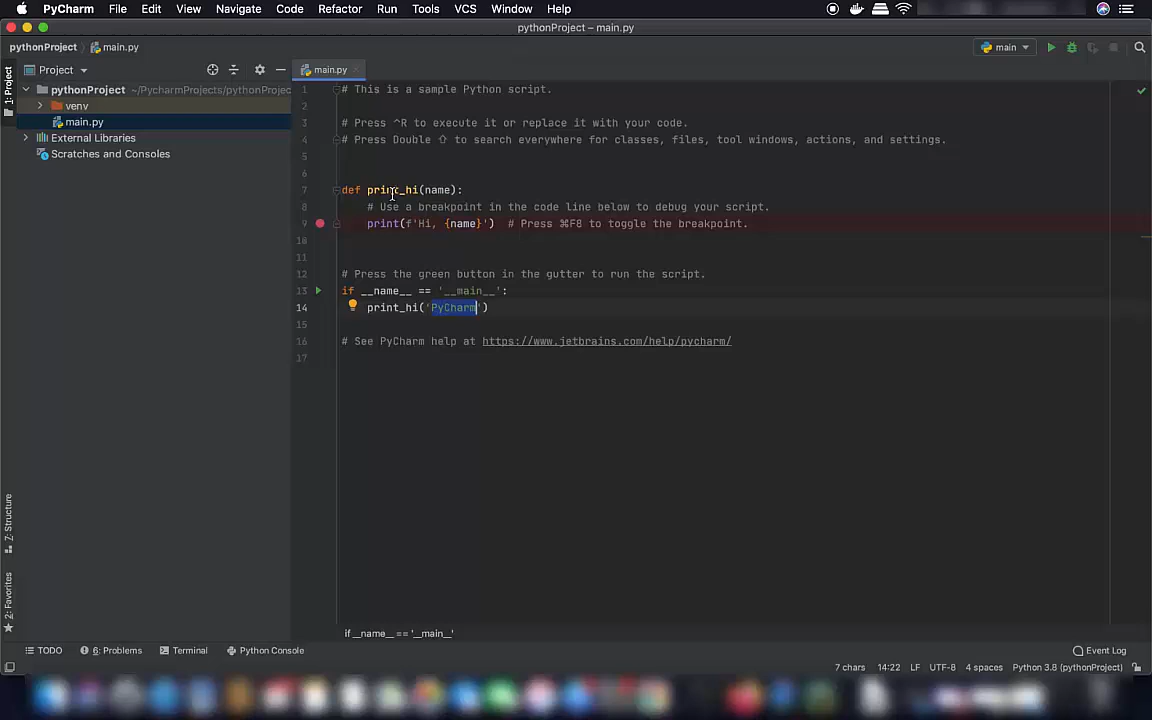 PyCharm File Edit View Navigate Code Refactor Run Tools VCS Window Help
pythonProject – main.py
pythonProject main.py main
1: Project
Project main.py
pythonProject ~/PycharmProjects/pythonProjec
venv
main.py
External Libraries
Scratches and Consoles
1 # This is a sample Python script.
2
3 # Press ^R to execute it or replace it with your code.
4 # Press Double ⇧ to search everywhere for classes, files, tool windows, actions, and settings.
5
6
7 def print_hi(name):
8 # Use a breakpoint in the code line below to debug your script.
9 print(f'Hi, {name}') # Press ⌘F8 to toggle the breakpoint.
10
11
12 # Press the green button in the gutter to run the script.
13 if __name__ == '__main__':
14 print_hi('PyCharm')
15
16 # See PyCharm help at https://www.jetbrains.com/help/pycharm/
17
7: Structure
2: Favorites
if __name__ == '__main__'
TODO 6: Problems Terminal Python Console Event Log
7 chars 14:22 LF UTF-8 4 spaces Python 3.8 (pythonProject)